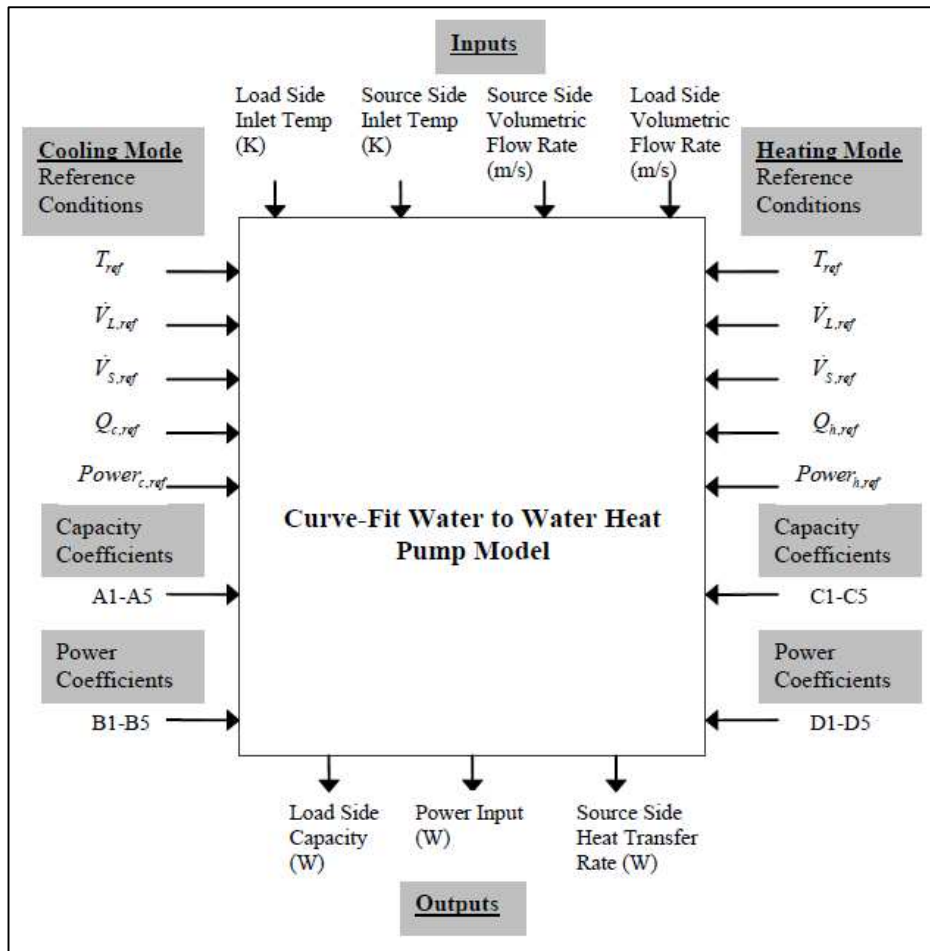 Inputs
Load Side
Inlet Temp
(K)
Source Side
Inlet Temp
(K)
Source Side
Volumetric
Flow Rate
(m/s)
Load Side
Volumetric
Flow Rate
(m/s)
Cooling Mode
Reference
Conditions
T_ref
V̇_L,ref
V̇_S,ref
Q_c,ref
Power_c,ref
Capacity
Coefficients
A1-A5
Power
Coefficients
B1-B5
Curve-Fit Water to Water Heat
Pump Model
Heating Mode
Reference
Conditions
T_ref
V̇_L,ref
V̇_S,ref
Q_h,ref
Power_h,ref
Capacity
Coefficients
C1-C5
Power
Coefficients
D1-D5
Load Side
Capacity
(W)
Power Input
(W)
Source Side
Heat Transfer
Rate (W)
Outputs